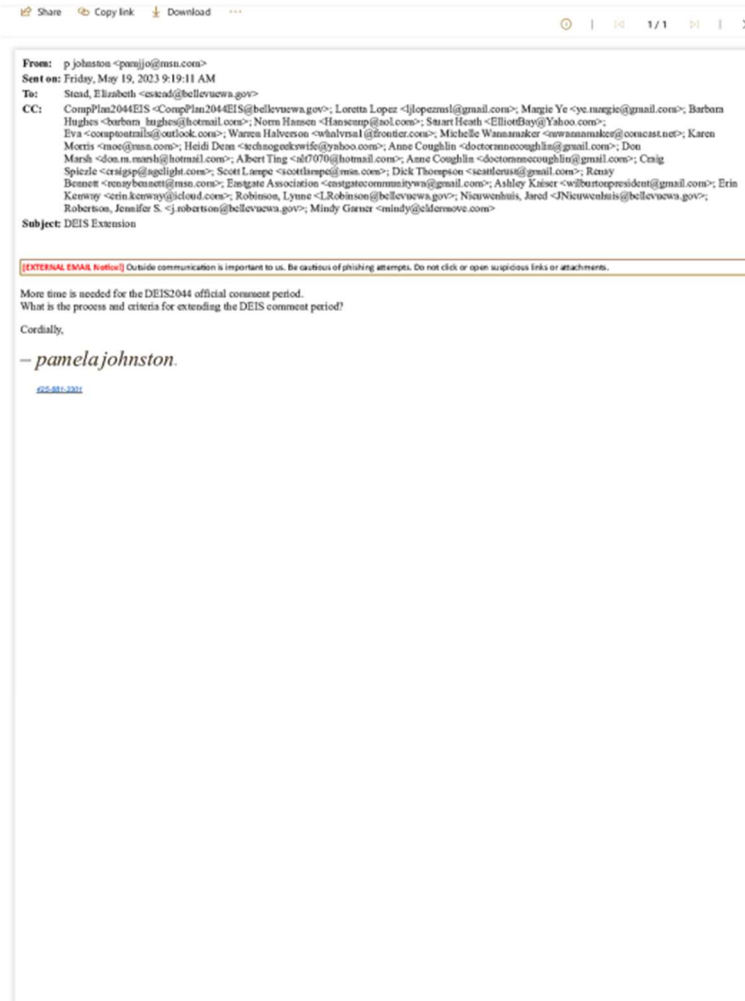 Share Copy link Download ...
1 / 1
From: p johnston <pamjjo@msn.com>
Sent on: Friday, May 19, 2023 9:19:11 AM
To: Stead, Elizabeth <estead@bellevuewa.gov>
CC: CompPlan2044EIS <CompPlan2044EIS@bellevuewa.gov>; Loretta Lopez <ljlopezmsl@gmail.com>; Margie Ye <ye.margie@gmail.com>; Barbara
Hughes <barbara_hughes@hotmail.com>; Norm Hansen <Hansennp@aol.com>; Stuart Heath <ElliottBay@Yahoo.com>;
Eva <comptootrails@outlook.com>; Warren Halverson <whalvrsn1@frontier.com>; Michelle Wannamaker <mwannamaker@comcast.net>; Karen
Morris <moe@msn.com>; Heidi Dean <technogeekswife@yahoo.com>; Anne Coughlin <doctorannecoughlin@gmail.com>; Don
Marsh <don.m.marsh@hotmail.com>; Albert Ting <alt7070@hotmail.com>; Anne Coughlin <doctorannecoughlin@gmail.com>; Craig
Spiezle <craigsp@agelight.com>; Scott Lampe <scottlampe@msn.com>; Dick Thompson <seattlerust@gmail.com>; Renay
Bennett <renaybennett@msn.com>; Eastgate Association <eastgatecommunitywa@gmail.com>; Ashley Kaiser <wilburtonpresident@gmail.com>; Erin
Kenway <erin.kenway@icloud.com>; Robinson, Lynne <LRobinson@bellevuewa.gov>; Nieuwenhuis, Jared <JNieuwenhuis@bellevuewa.gov>;
Robertson, Jennifer S. <j.robertson@bellevuewa.gov>; Mindy Garner <mindy@eldermove.com>
Subject: DEIS Extension
[EXTERNAL EMAIL Notice!] Outside communication is important to us. Be cautious of phishing attempts. Do not click or open suspicious links or attachments.
More time is needed for the DEIS2044 official comment period.
What is the process and criteria for extending the DEIS comment period?
Cordially,
– pamela johnston.
425-881-3301